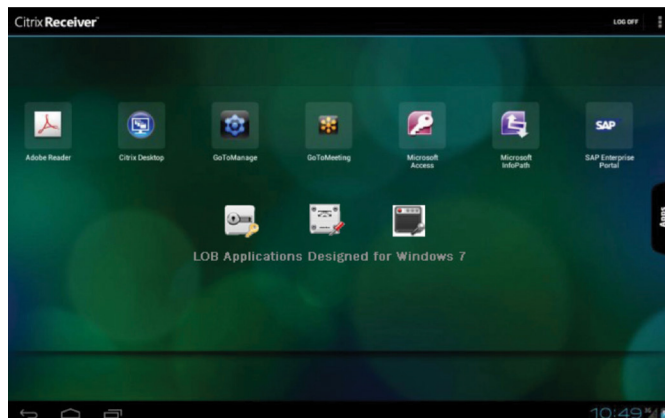 Citrix Receiver™
LOG OFF
Adobe Reader
Citrix Desktop
GoToManage
GoToMeeting
Microsoft
Access
Microsoft
InfoPath
SAP
SAP Enterprise
Portal
Apps
LOB Applications Designed for Windows 7
10:49